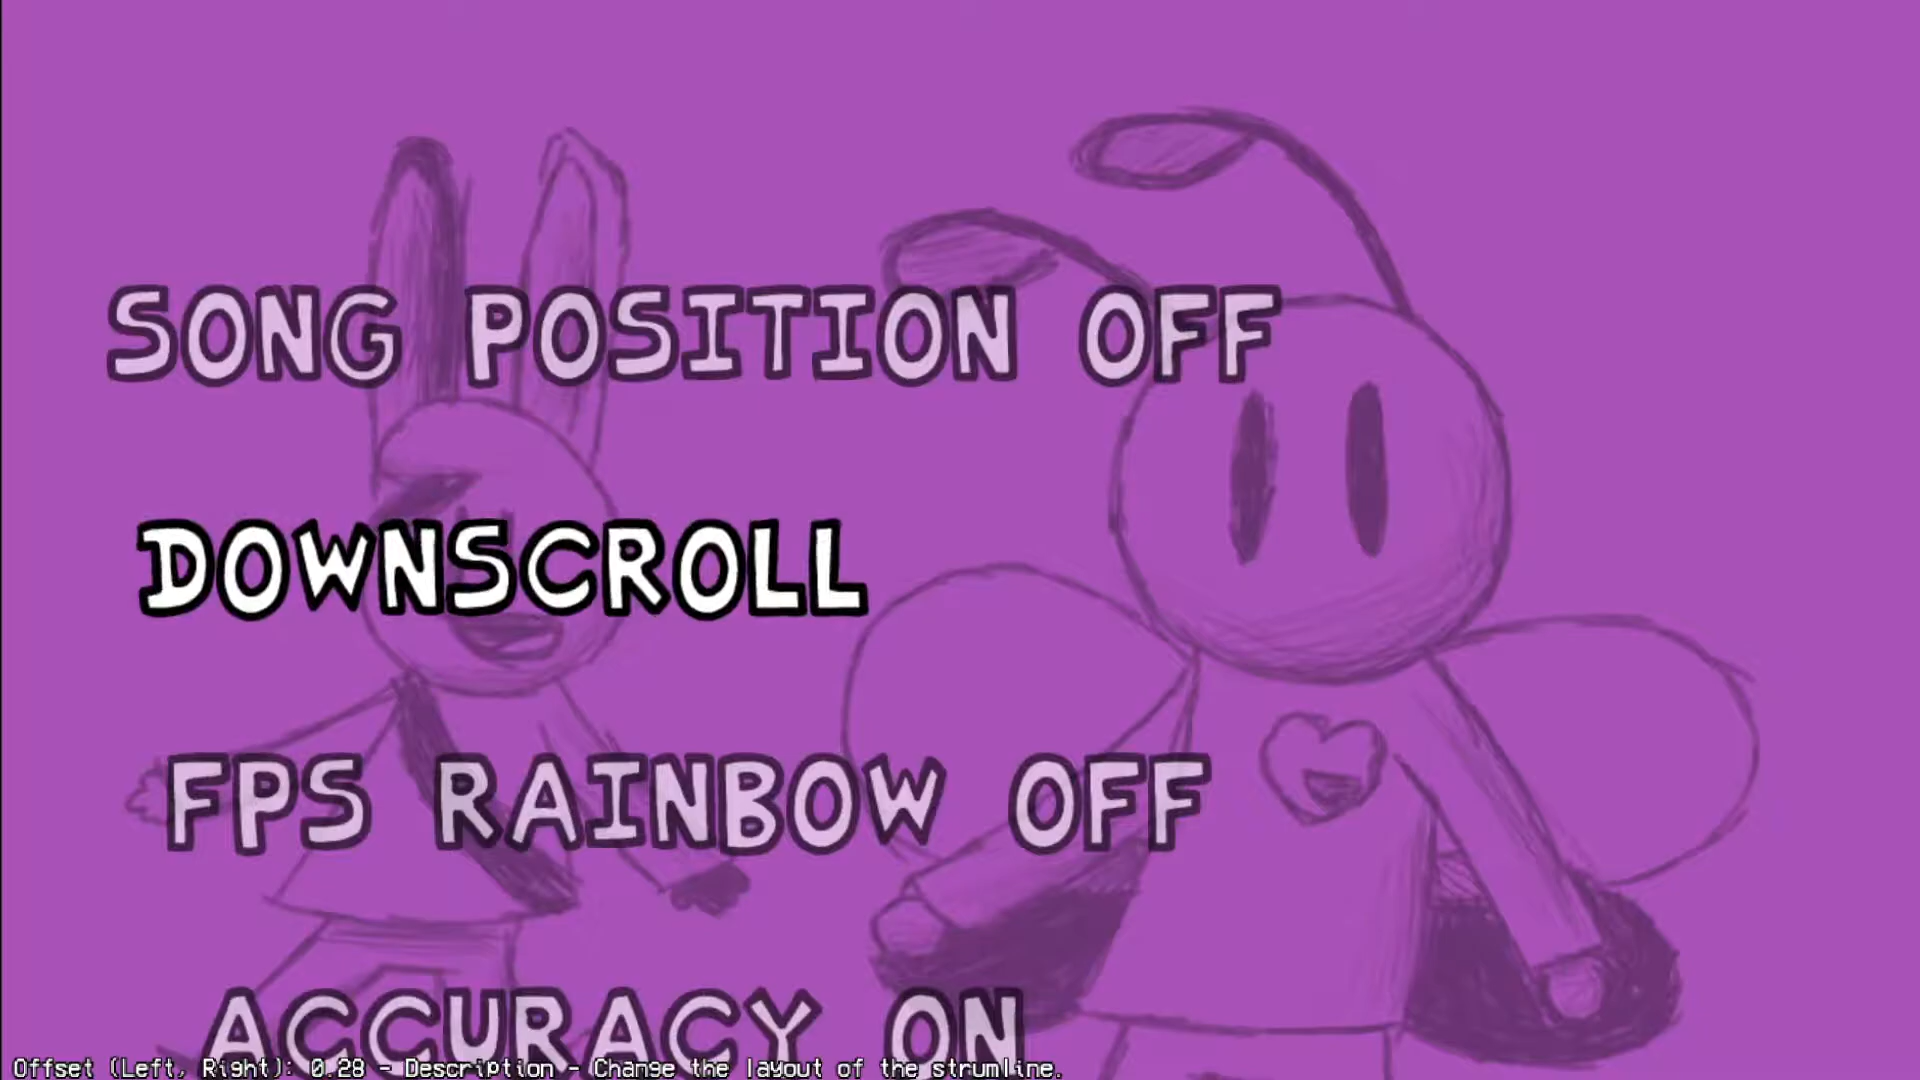 SONG POSITION OFF
DOWNSCROLL
FPS RAINBOW OFF
ACCURACY ON
Offset (Left, Right): 0.28 - Description - Change the layout of the strumline.